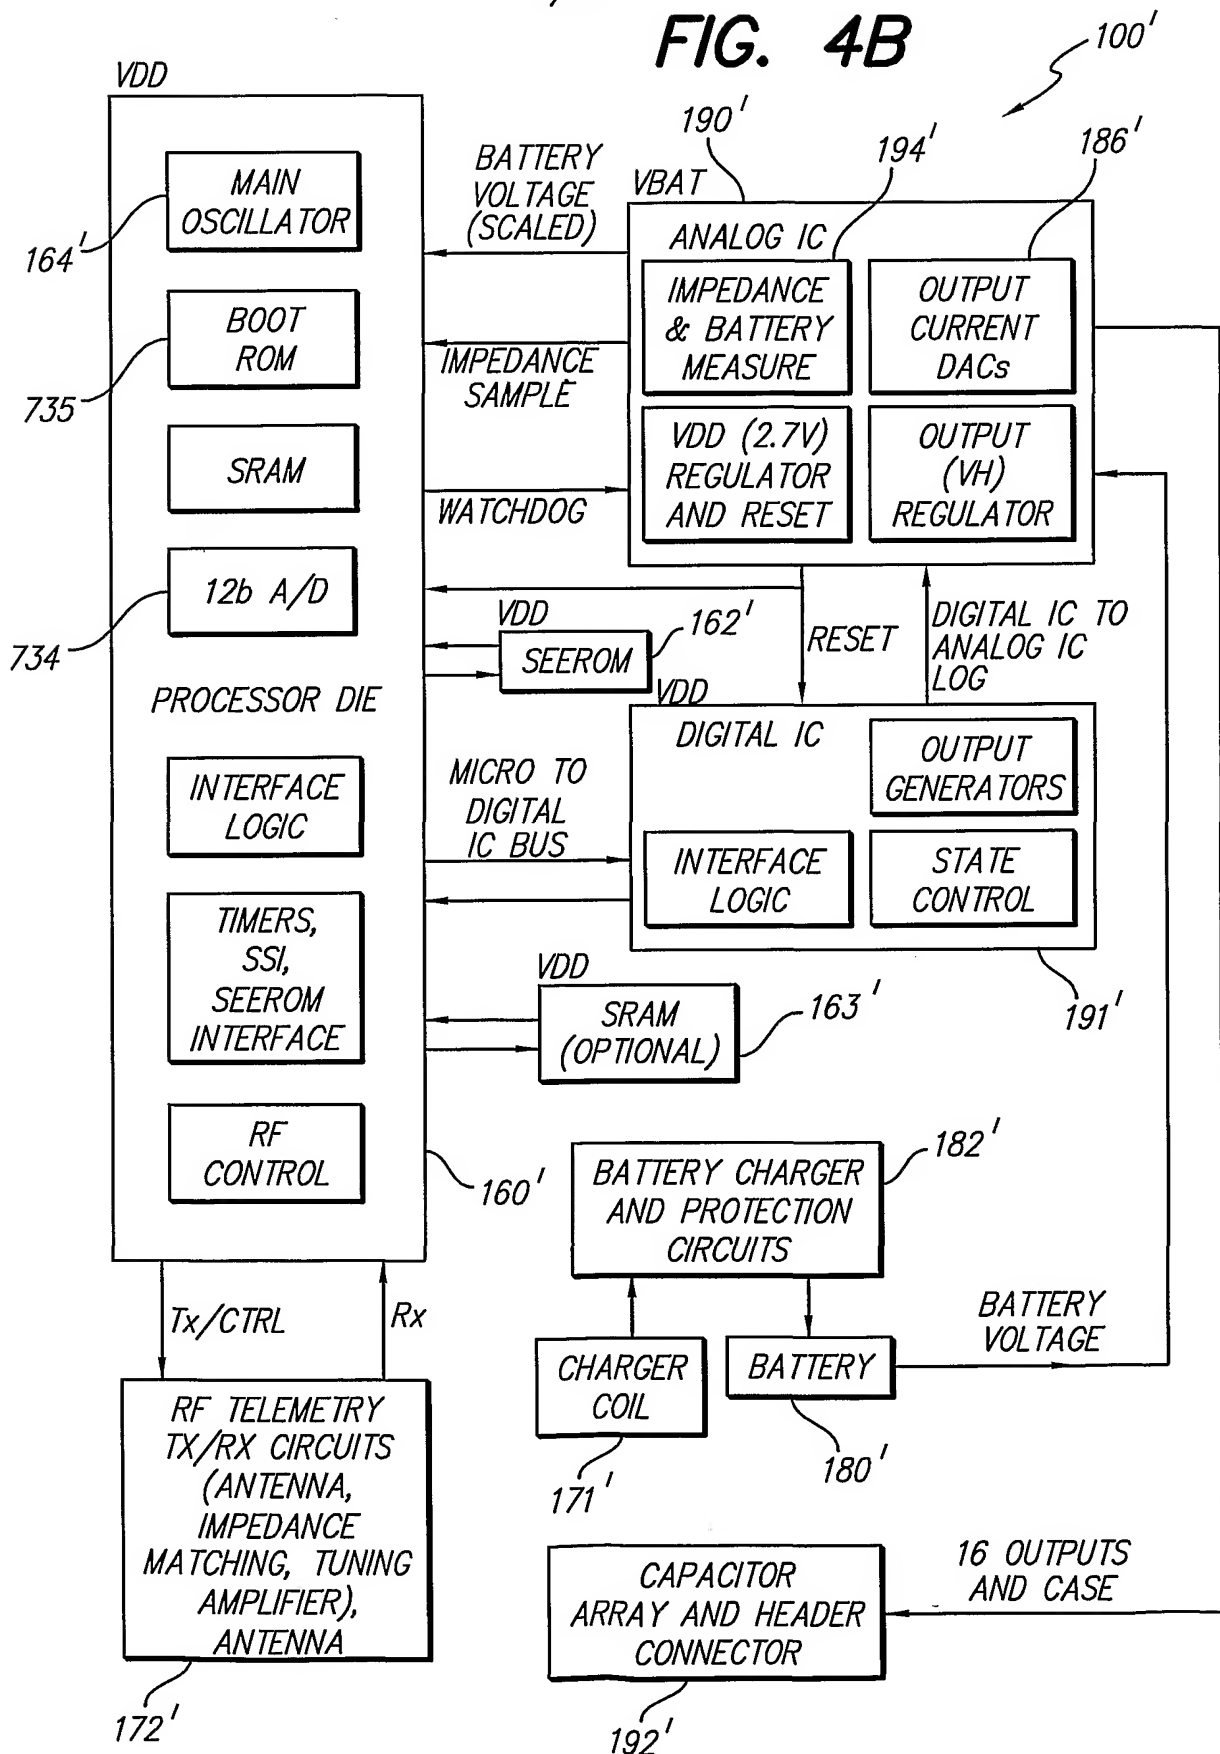 FIG. 4B
100'
VDD
MAIN
OSCILLATOR
164'
BOOT
ROM
735
SRAM
12b A/D
734
PROCESSOR DIE
INTERFACE
LOGIC
TIMERS,
SSI,
SEEROM
INTERFACE
RF
CONTROL
160'
BATTERY
VOLTAGE
(SCALED)
IMPEDANCE
SAMPLE
WATCHDOG
190'
VBAT
ANALOG IC
194'
186'
IMPEDANCE
& BATTERY
MEASURE
OUTPUT
CURRENT
DACs
VDD (2.7V)
REGULATOR
AND RESET
OUTPUT
(VH)
REGULATOR
VDD
SEEROM
162'
RESET
DIGITAL IC TO
ANALOG IC
LOG
VDD
DIGITAL IC
OUTPUT
GENERATORS
INTERFACE
LOGIC
STATE
CONTROL
191'
MICRO TO
DIGITAL
IC BUS
VDD
SRAM
(OPTIONAL)
163'
BATTERY CHARGER
AND PROTECTION
CIRCUITS
182'
CHARGER
COIL
171'
BATTERY
180'
BATTERY
VOLTAGE
Tx/CTRL
Rx
RF TELEMETRY
TX/RX CIRCUITS
(ANTENNA,
IMPEDANCE
MATCHING, TUNING
AMPLIFIER),
ANTENNA
172'
CAPACITOR
ARRAY AND HEADER
CONNECTOR
192'
16 OUTPUTS
AND CASE